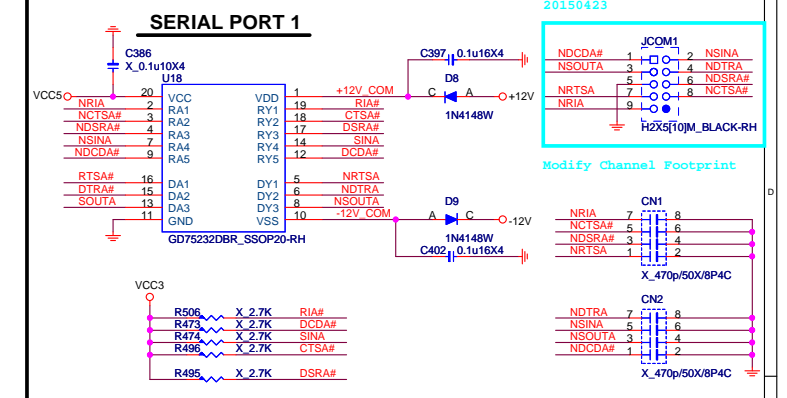 20150423
SERIAL PORT 1
C386
X_0.1u10X4
U18
VCC5
20 VCC VDD 1 +12V_COM
NRIA 2 RA1 RY1 19 RIA#
NCTSA# 3 RA2 RY2 18 CTSA#
NDSRA# 4 RA3 RY3 17 DSRA#
NSINA 7 RA4 RY4 14 SINA
NDCDA# 9 RA5 RY5 12 DCDA#
RTSA# 16 DA1 DY1 5 NRTSA
DTRA# 15 DA2 DY2 6 NDTRA
SOUTA 13 DA3 DY3 8 NSOUTA
11 GND VSS 10 -12V_COM
GD75232DBR_SSOP20-RH
C397 0.1u16X4
D8
C A +12V
1N4148W
D9
A C -12V
1N4148W
C402 0.1u16X4
JCOM1
NDCDA# 1 2 NSINA
NSOUTA 3 4 NDTRA
5 6 NDSRA#
NRTSA 7 8 NCTSA#
NRIA 9
H2X5[10]M_BLACK-RH
Modify Channel Footprint
D
CN1
NRIA 7 8
NCTSA# 5 6
NDSRA# 3 4
NRTSA 1 2
X_470p/50X/8P4C
CN2
NDTRA 7 8
NSINA 5 6
NSOUTA 3 4
NDCDA# 1 2
X_470p/50X/8P4C
VCC3
R506 X_2.7K RIA#
R473 X_2.7K DCDA#
R474 X_2.7K SINA
R496 X_2.7K CTSA#
R495 X_2.7K DSRA#